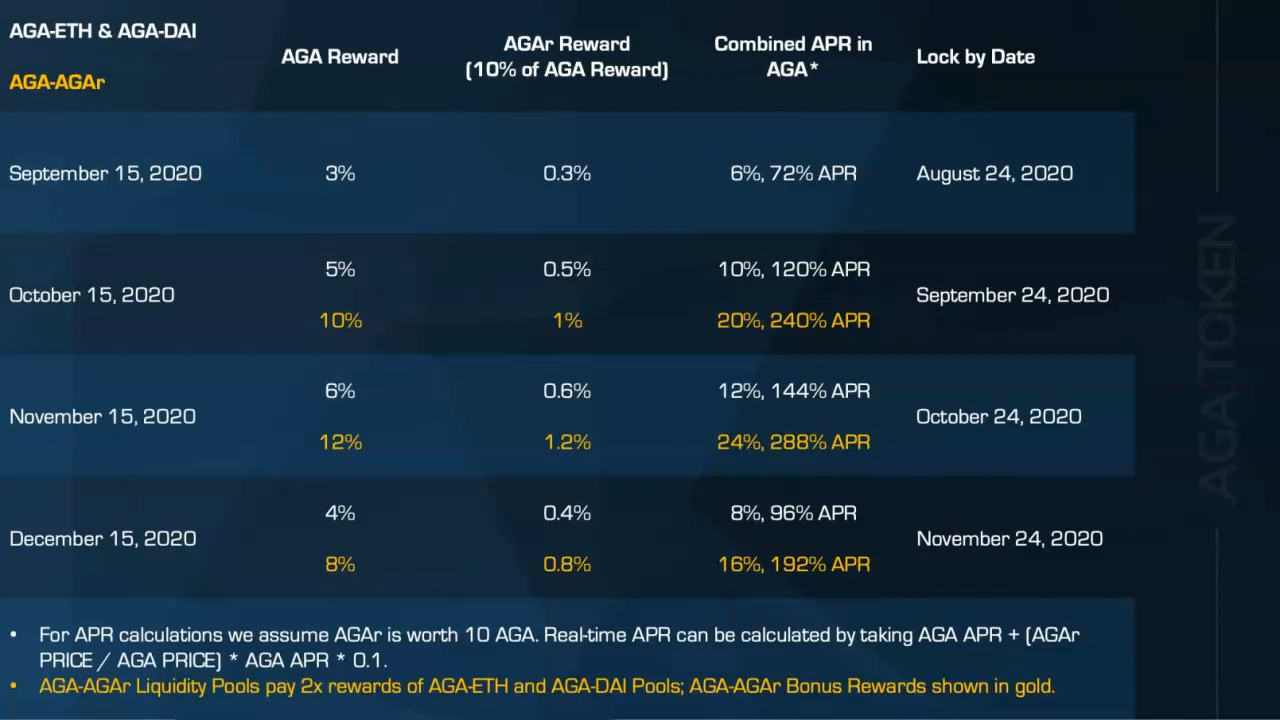 AGA-ETH & AGA-DAI
AGA-AGAr
AGA Reward
AGAr Reward
(10% of AGA Reward)
Combined APR in
AGA*
Lock by Date
September 15, 2020
3%
0.3%
6%, 72% APR
August 24, 2020
October 15, 2020
5%
0.5%
10%, 120% APR
10%
1%
20%, 240% APR
September 24, 2020
November 15, 2020
6%
0.6%
12%, 144% APR
12%
1.2%
24%, 288% APR
October 24, 2020
December 15, 2020
4%
0.4%
8%, 96% APR
8%
0.8%
16%, 192% APR
November 24, 2020
• For APR calculations we assume AGAr is worth 10 AGA. Real-time APR can be calculated by taking AGA APR + (AGAr
PRICE / AGA PRICE) * AGA APR * 0.1.
• AGA-AGAr Liquidity Pools pay 2x rewards of AGA-ETH and AGA-DAI Pools; AGA-AGAr Bonus Rewards shown in gold.
AGA TOKEN